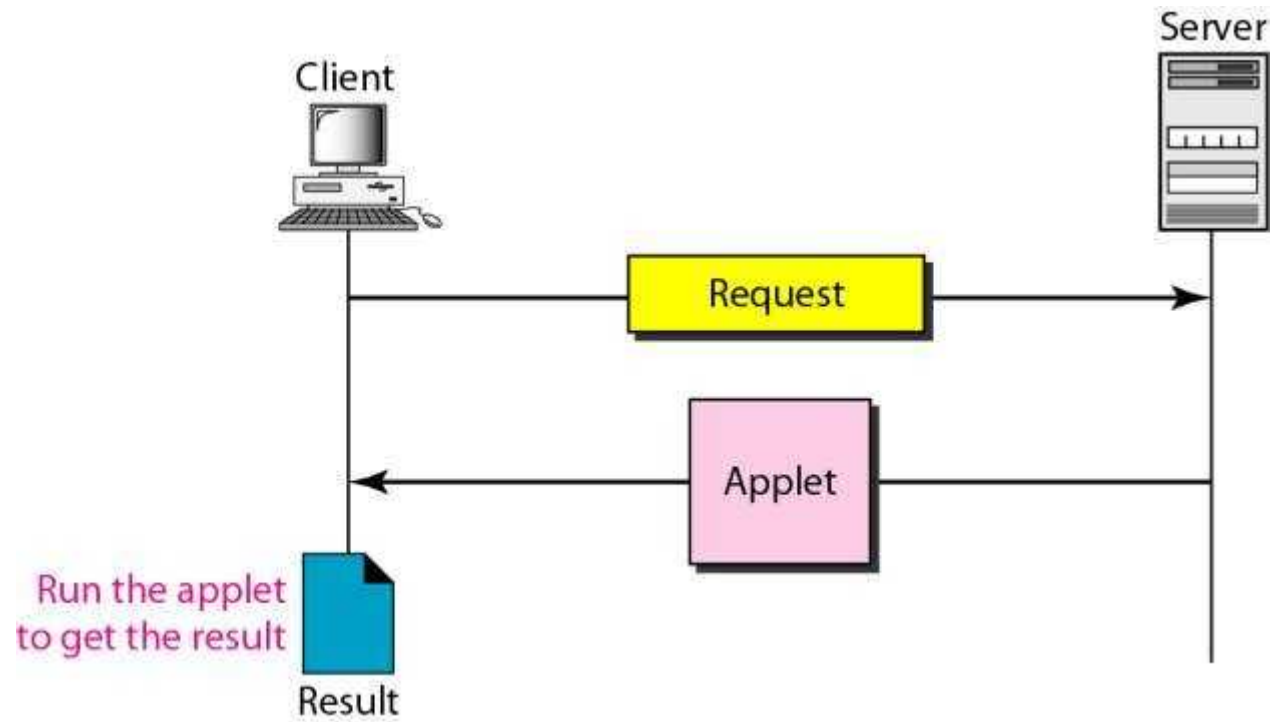 Server
Client
Request
Applet
Run the applet
to get the result
Result